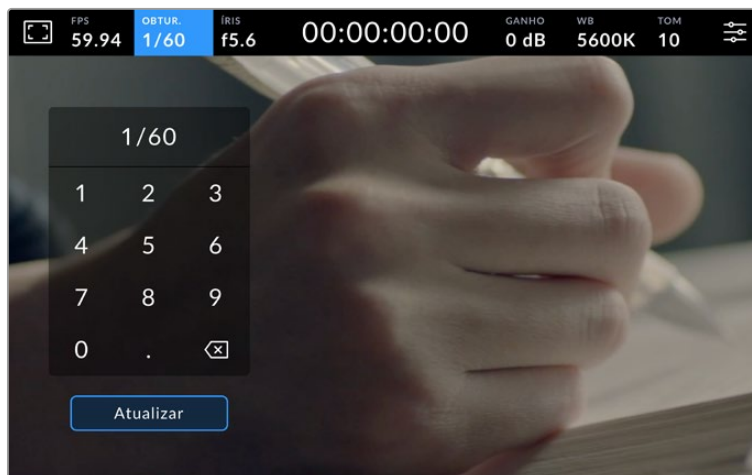 FPS OBTUR. ÍRIS GANHO WB TOM
59.94 1/60 f5.6 00:00:00:00 0 dB 5600K 10
1/60
1 2 3
4 5 6
7 8 9
0 .
Atualizar